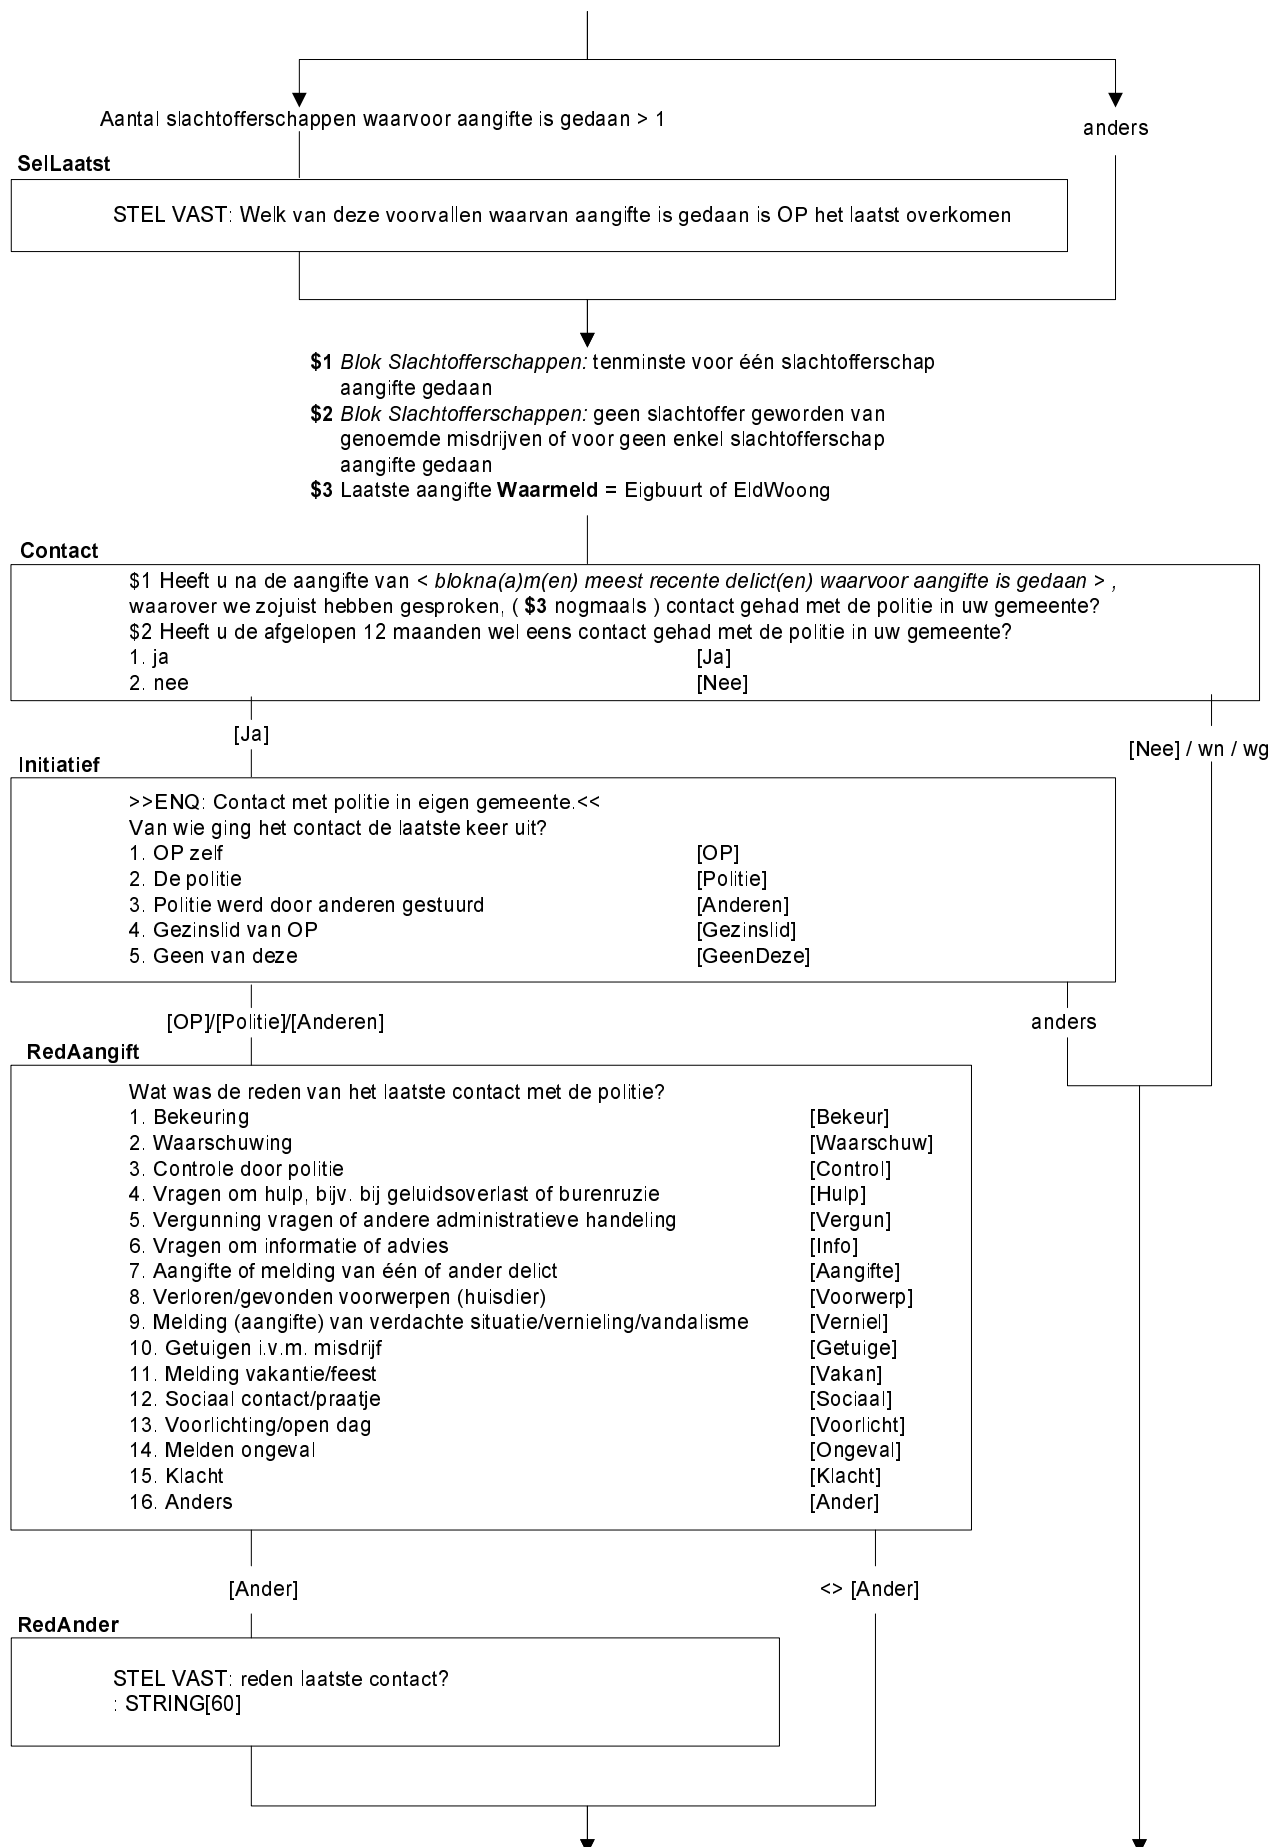 Aantal slachtofferschappen waarvoor aangifte is gedaan > 1
anders
SelLaatst
STEL VAST: Welk van deze voorvallen waarvan aangifte is gedaan is OP het laatst overkomen
$1 Blok Slachtofferschappen: tenminste voor één slachtofferschap
aangifte gedaan
$2 Blok Slachtofferschappen: geen slachtoffer geworden van
genoemde misdrijven of voor geen enkel slachtofferschap
aangifte gedaan
$3 Laatste aangifte Waarmeld = Eigbuurt of EldWoong
Contact
$1 Heeft u na de aangifte van < blokna(a)m(en) meest recente delict(en) waarvoor aangifte is gedaan > ,
waarover we zojuist hebben gesproken, ( $3 nogmaals ) contact gehad met de politie in uw gemeente?
$2 Heeft u de afgelopen 12 maanden wel eens contact gehad met de politie in uw gemeente?
1. ja [Ja]
2. nee [Nee]
[Ja]
[Nee] / wn / wg
Initiatief
>>ENQ: Contact met politie in eigen gemeente.<<
Van wie ging het contact de laatste keer uit?
1. OP zelf [OP]
2. De politie [Politie]
3. Politie werd door anderen gestuurd [Anderen]
4. Gezinslid van OP [Gezinslid]
5. Geen van deze [GeenDeze]
[OP]/[Politie]/[Anderen] anders
RedAangift
Wat was de reden van het laatste contact met de politie?
1. Bekeuring [Bekeur]
2. Waarschuwing [Waarschuw]
3. Controle door politie [Control]
4. Vragen om hulp, bijv. bij geluidsoverlast of burenruzie [Hulp]
5. Vergunning vragen of andere administratieve handeling [Vergun]
6. Vragen om informatie of advies [Info]
7. Aangifte of melding van één of ander delict [Aangifte]
8. Verloren/gevonden voorwerpen (huisdier) [Voorwerp]
9. Melding (aangifte) van verdachte situatie/vernieling/vandalisme [Verniel]
10. Getuigen i.v.m. misdrijf [Getuige]
11. Melding vakantie/feest [Vakan]
12. Sociaal contact/praatje [Sociaal]
13. Voorlichting/open dag [Voorlicht]
14. Melden ongeval [Ongeval]
15. Klacht [Klacht]
16. Anders [Ander]
[Ander] <> [Ander]
RedAnder
STEL VAST: reden laatste contact?
: STRING[60]